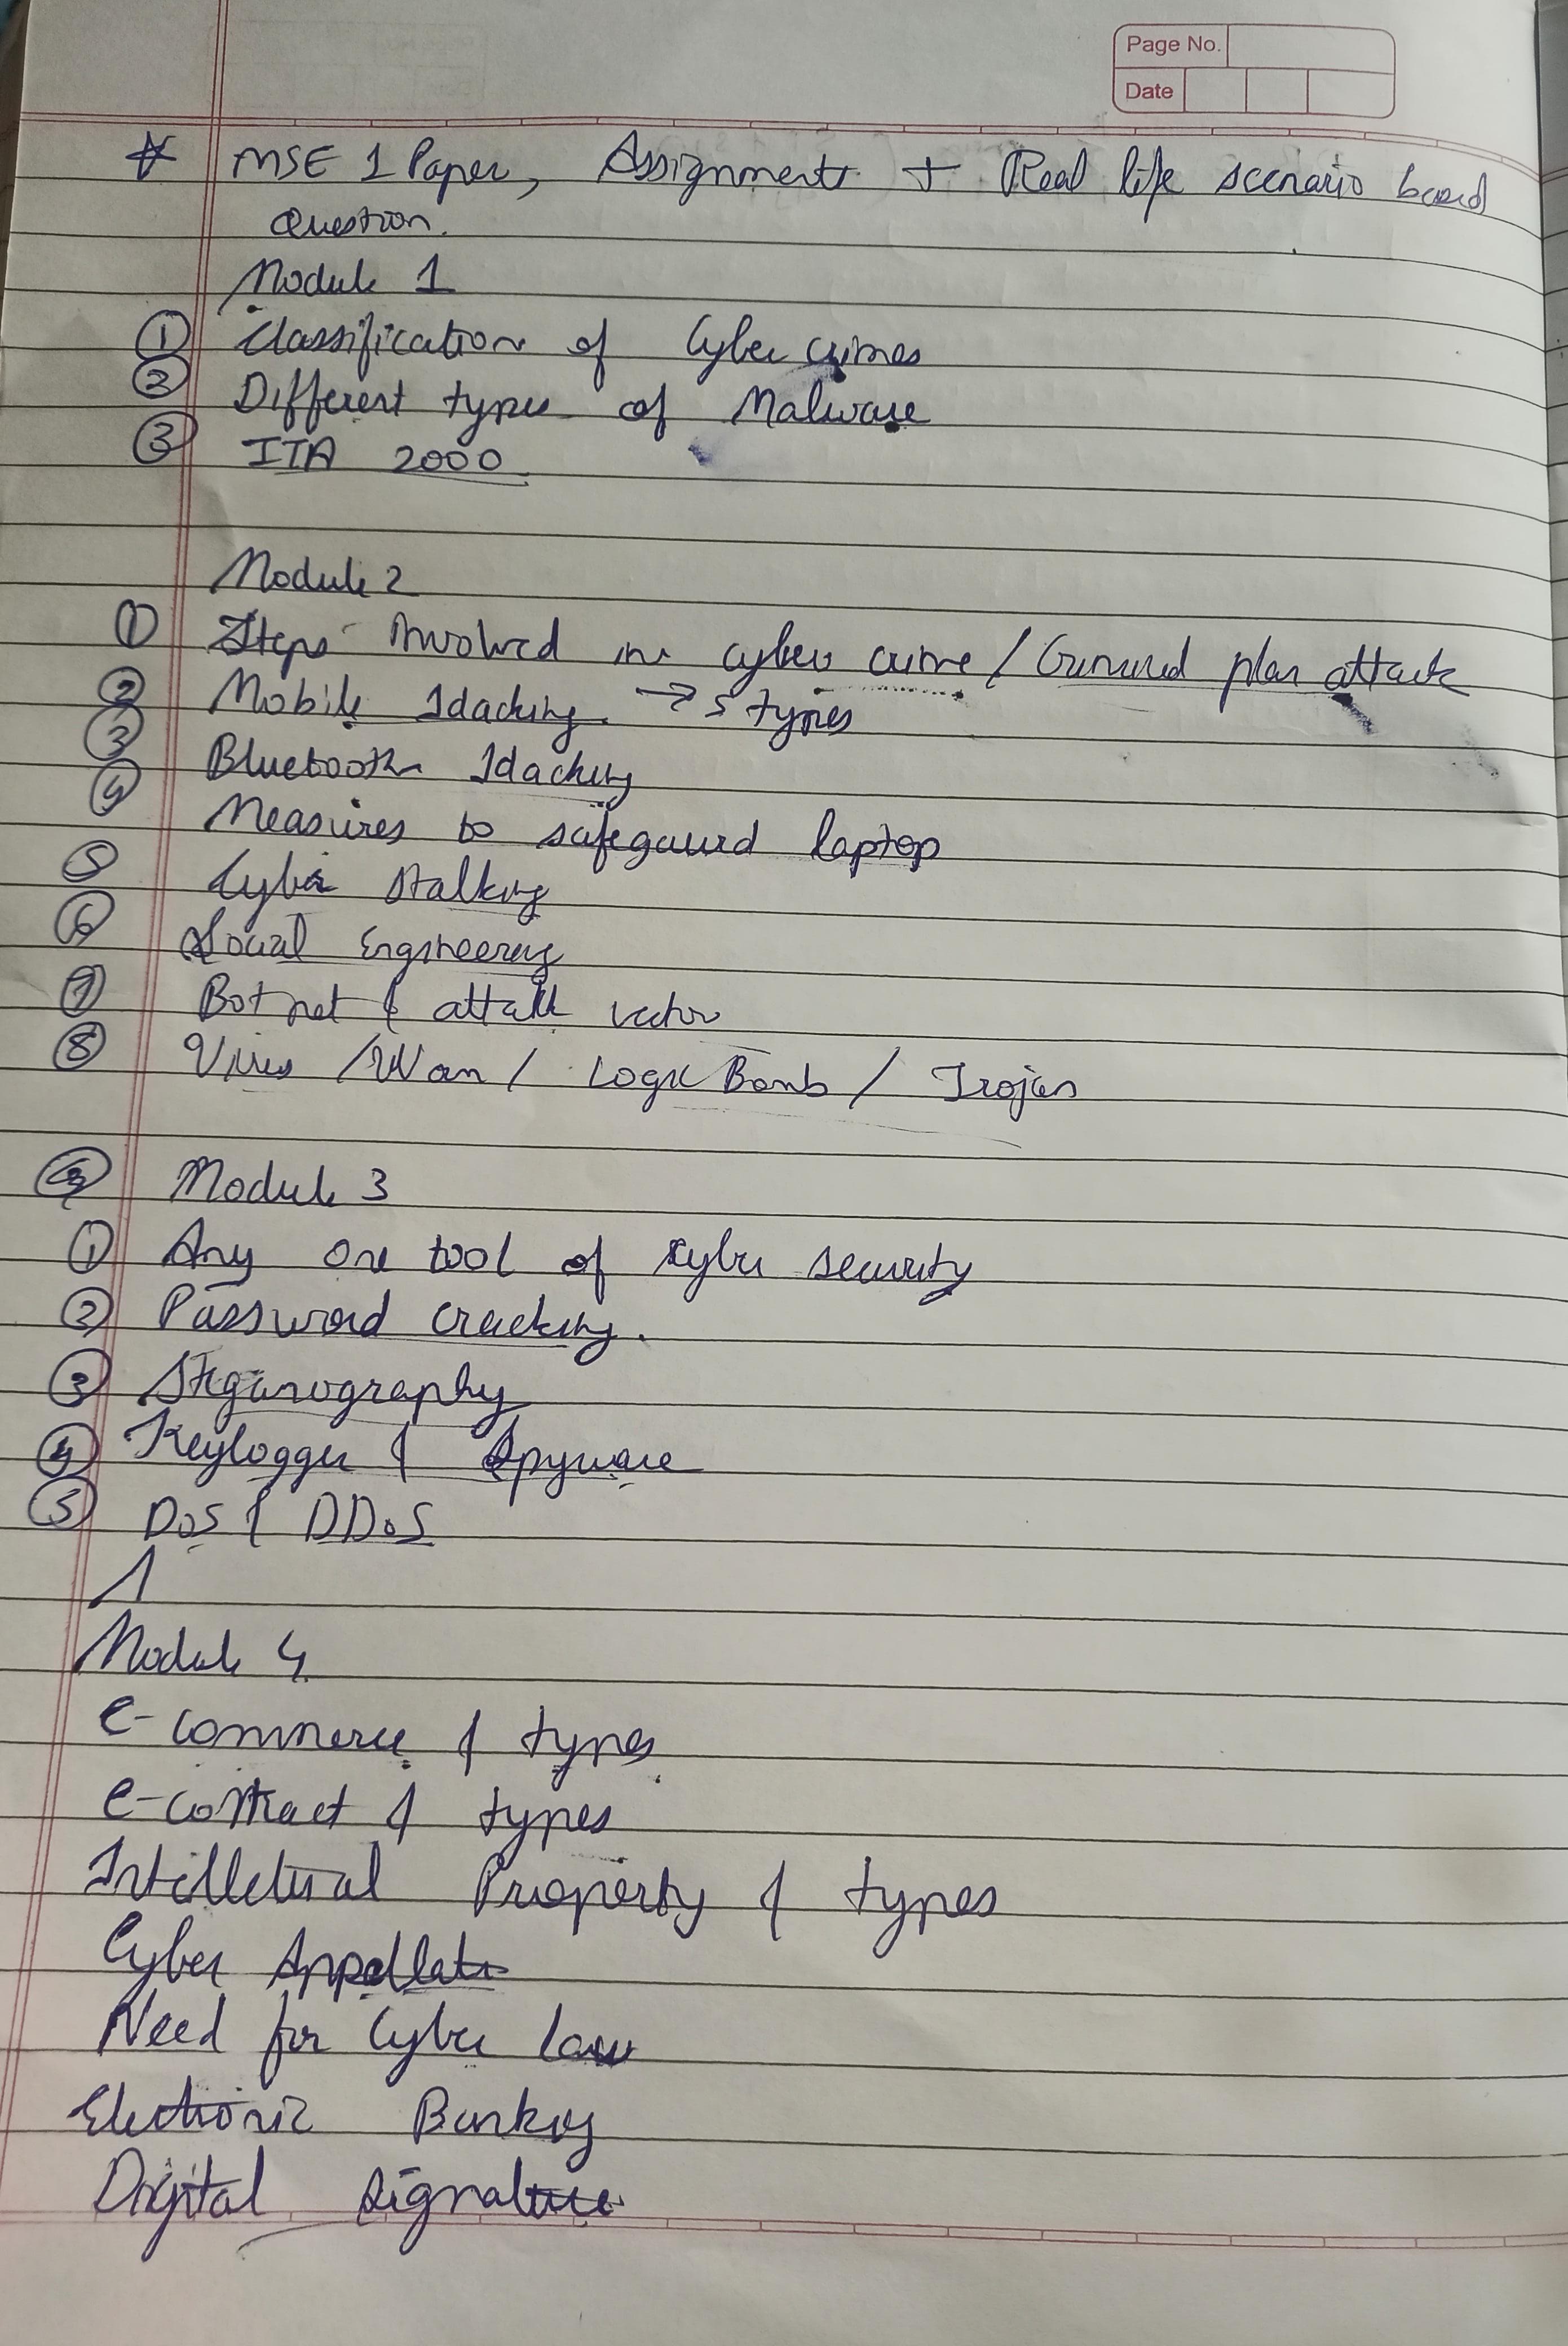 Page No.
Date
* MSE 1 Paper, Assignments + Real life scenario based
Question.
Module 1
① Classification of Cyber crimes
② Different types of Malware
③ ITA 2000
Module 2
① Steps Involved in cyber crime / Criminal plan attack
② Mobile Hacking. → 5 types
③ Bluetooth Hacking
④ Measures to safegaurd laptop
⑤ Cyber Stalking
⑥ Social Engineering
⑦ Botnet & attack vector
⑧ Virus / Worm / Logic Bomb / Trojan
Module 3
① Any one tool of cyber security
② Password cracking.
③ Steganography
④ Keylogger & Spyware
⑤ DoS & DDoS
Module 4
e-commerce & types
e-contract & types
Intelletual Property & types
Cyber Appellate
Need for Cyber law
Electronic Banking
Digital Signature